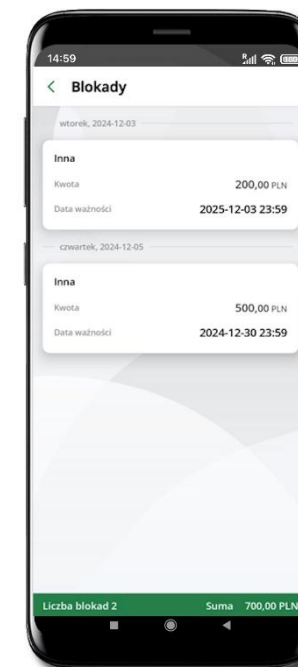 14:59
Blokady
wtorek, 2024-12-03
Inna
Kwota 200,00 PLN
Data ważności 2025-12-03 23:59
czwartek, 2024-12-05
Inna
Kwota 500,00 PLN
Data ważności 2024-12-30 23:59
Liczba blokad 2 Suma 700,00 PLN